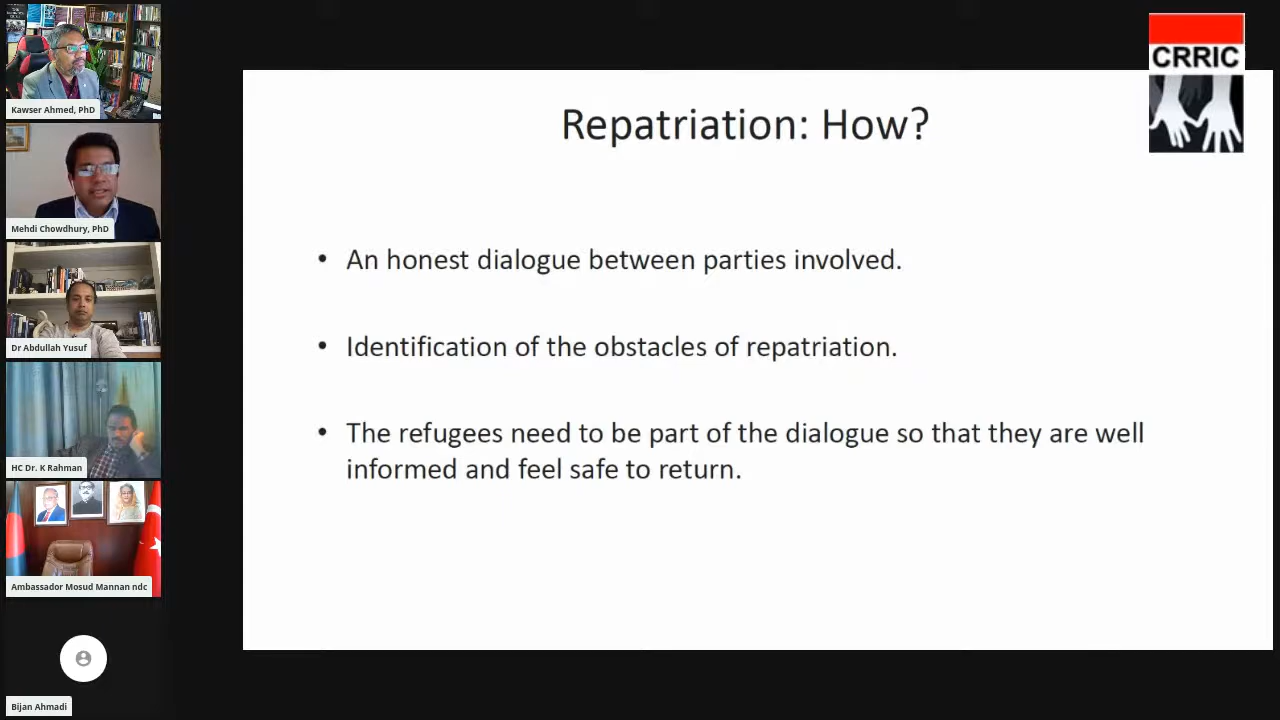 Kawser Ahmed, PhD
Mehdi Chowdhury, PhD
Dr Abdullah Yusuf
HC Dr. K Rahman
Ambassador Mosud Mannan ndc
Bijan Ahmadi
CRRIC
Repatriation: How?
• An honest dialogue between parties involved.
• Identification of the obstacles of repatriation.
• The refugees need to be part of the dialogue so that they are well
informed and feel safe to return.